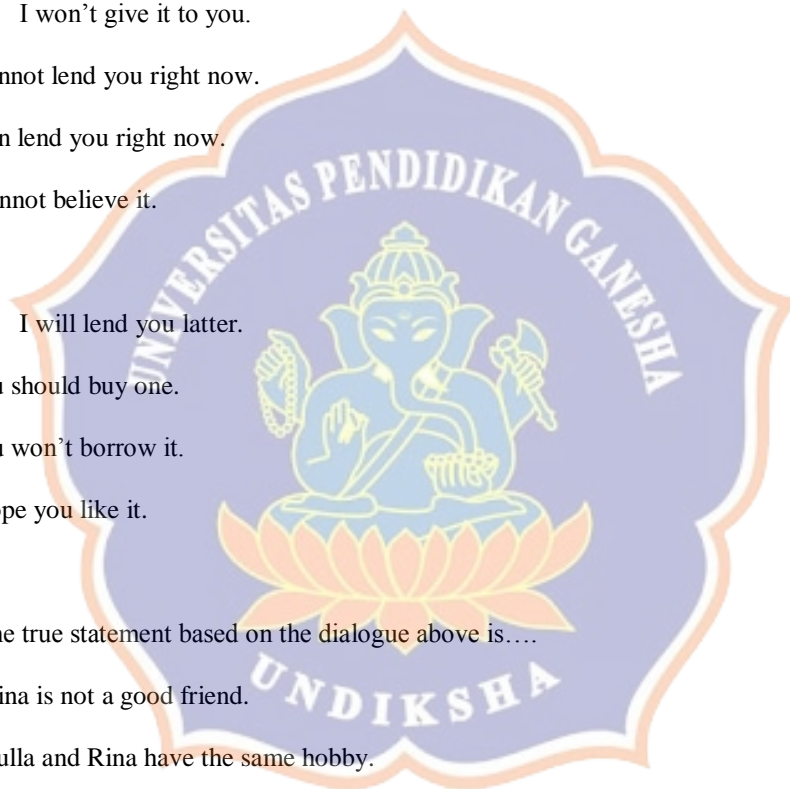 I won’t give it to you.
nnot lend you right now.
n lend you right now.
nnot believe it.
I will lend you latter.
u should buy one.
u won’t borrow it.
ope you like it.
he true statement based on the dialogue above is….
ina is not a good friend.
ulla and Rina have the same hobby.
UNIVERSITAS PENDIDIKAN GANESHA
UNDIKSHA